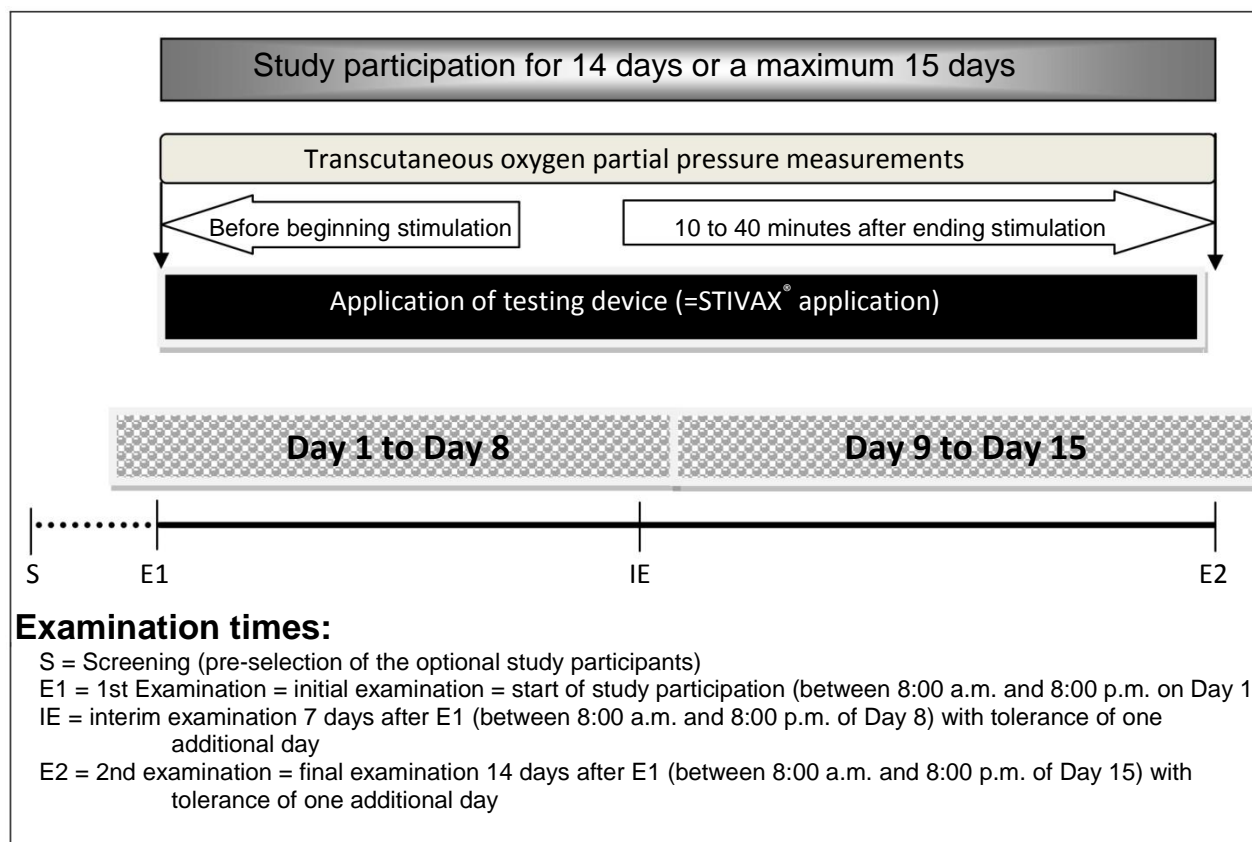 Study participation for 14 days or a maximum 15 days
Transcutaneous oxygen partial pressure measurements
Before beginning stimulation
10 to 40 minutes after ending stimulation
Application of testing device (=STIVAX® application)
Day 1 to Day 8
Day 9 to Day 15
S
E1
IE
E2
Examination times:
S = Screening (pre-selection of the optional study participants)
E1 = 1st Examination = initial examination = start of study participation (between 8:00 a.m. and 8:00 p.m. on Day 1
IE = interim examination 7 days after E1 (between 8:00 a.m. and 8:00 p.m. of Day 8) with tolerance of one
additional day
E2 = 2nd examination = final examination 14 days after E1 (between 8:00 a.m. and 8:00 p.m. of Day 15) with
tolerance of one additional day